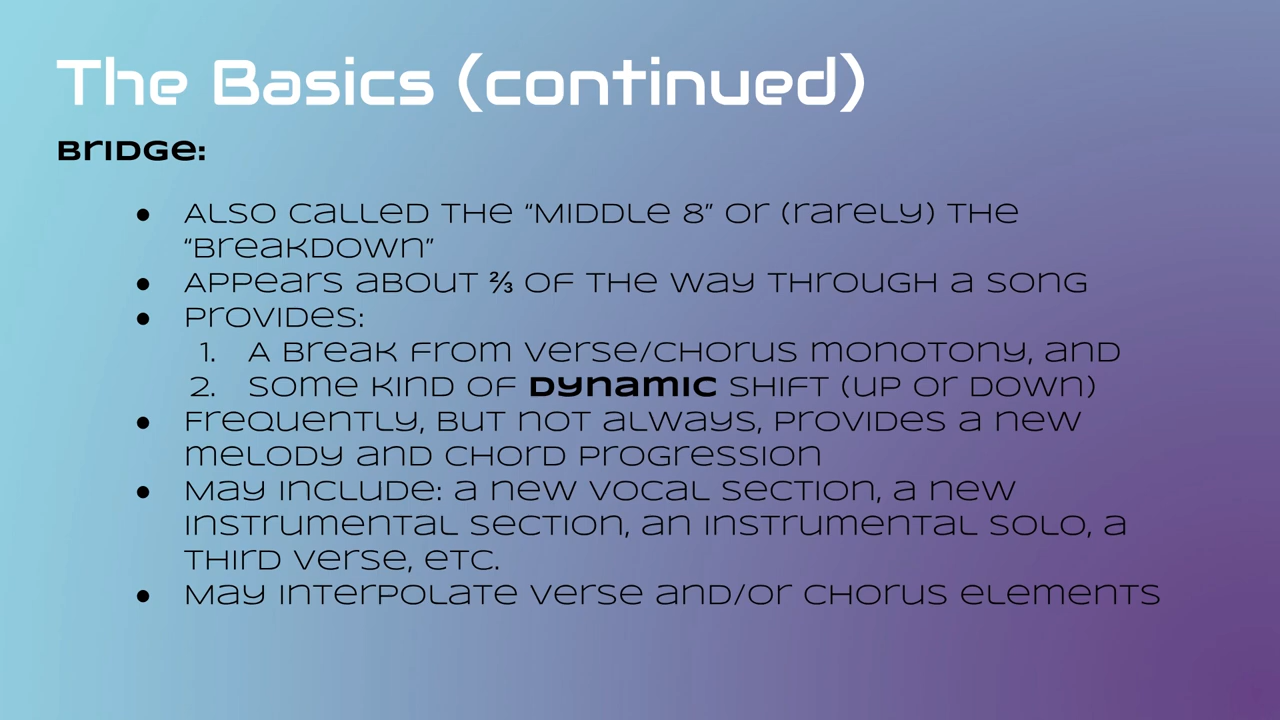 The Basics (continued)
Bridge:
● Also called the “Middle 8” or (rarely) the
“Breakdown”
● Appears about ⅔ of the way through a song
● Provides:
1. A break from verse/chorus monotony, and
2. Some kind of dynamic shift (up or down)
● Frequently, but not always, provides a new
melody and chord progression
● May include: a new vocal section, a new
instrumental section, an instrumental solo, a
third verse, etc.
● May interpolate verse and/or chorus elements